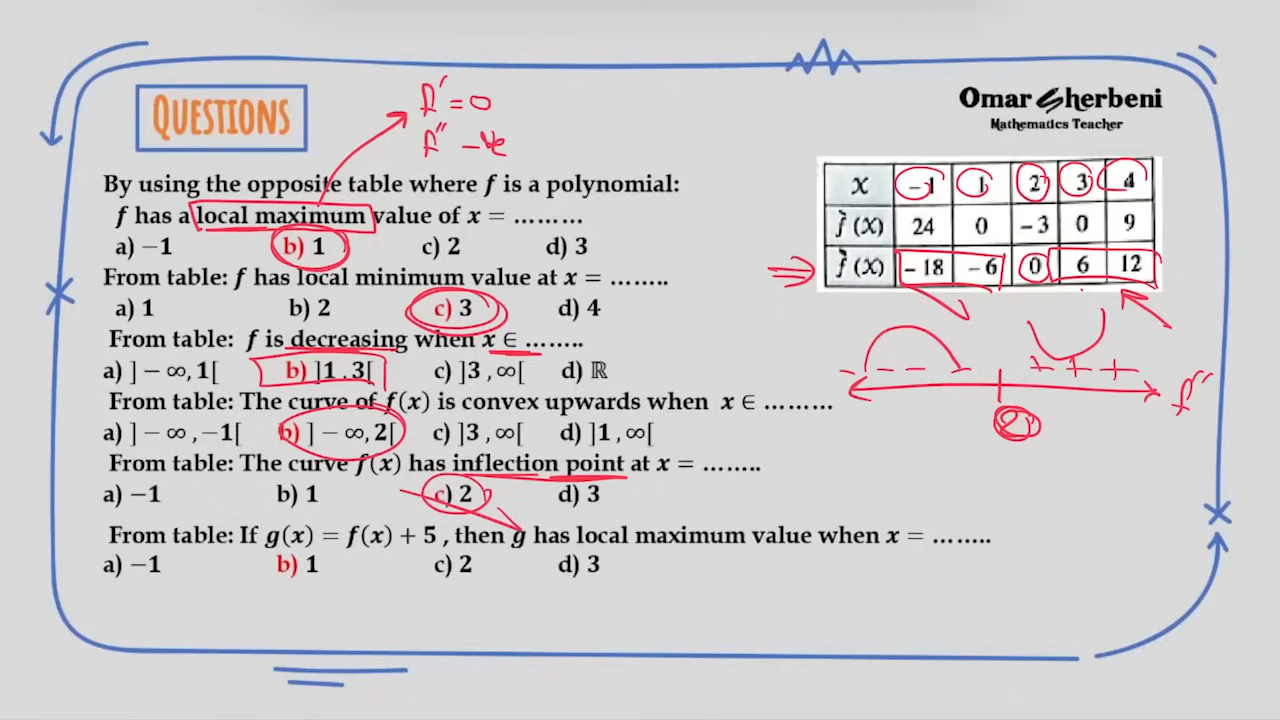 QUESTIONS
f' = 0
f'' -ve
Omar Sherbeni
Mathematics Teacher
By using the opposite table where f is a polynomial:
f has a local maximum value of x = ………
a) −1 b) 1 c) 2 d) 3
From table: f has local minimum value at x = ……..
a) 1 b) 2 c) 3 d) 4
From table: f is decreasing when x ∈ ……..
a) ]−∞,1[ b) ]1 ,3[ c) ]3 ,∞[ d) ℝ
From table: The curve of f(x) is convex upwards when x ∈ ………
a) ]−∞ ,−1[ b) ]−∞, 2[ c) ]3 ,∞[ d) ]1 ,∞[
From table: The curve f(x) has inflection point at x = ……..
a) −1 b) 1 c) 2 d) 3
From table: If g(x) = f(x) + 5 , then g has local maximum value when x = ……..
a) −1 b) 1 c) 2 d) 3
x -1 1 2 3 4
f(x) 24 0 -3 0 9
f(x) -18 -6 0 6 12
- - - - + + +
f''
2